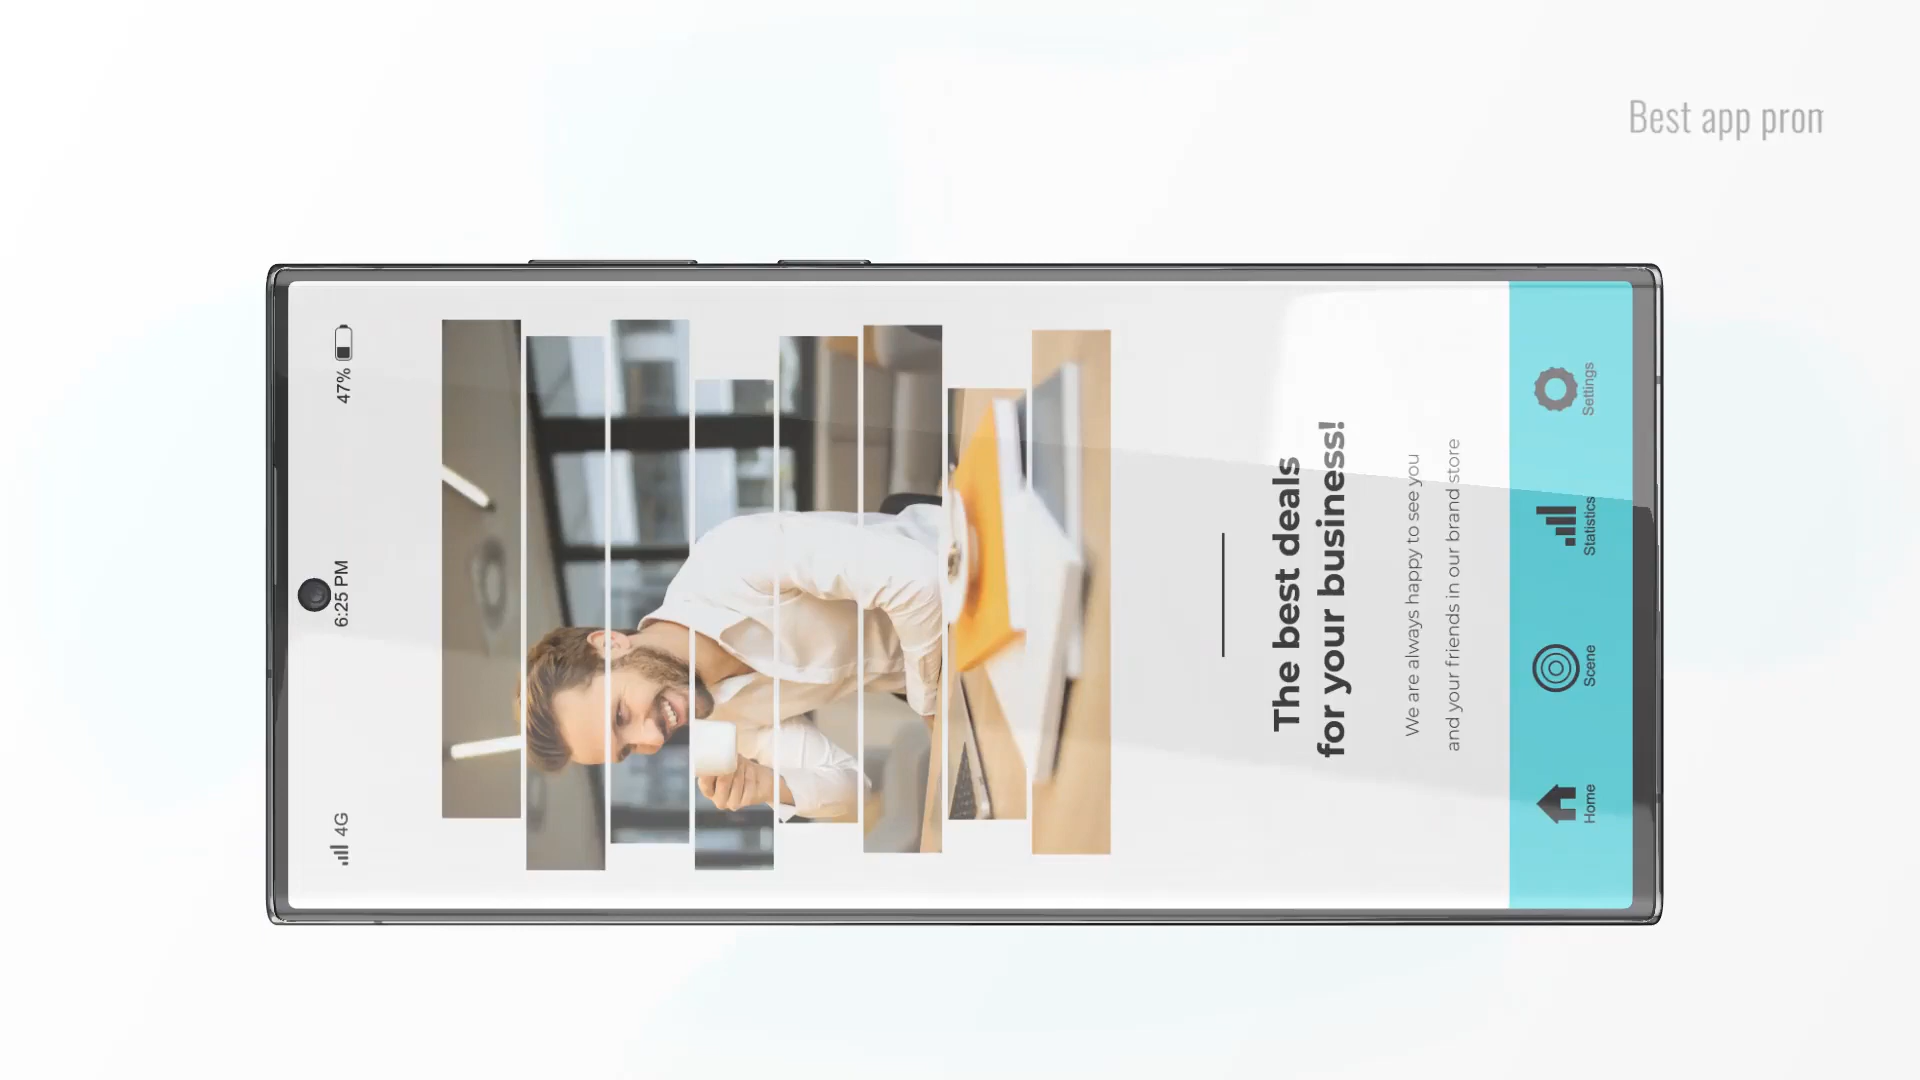 Best app
4G
6:25 PM
47%
The best deals
for your business!
We are always happy to see you
and your friends in our brand store
Home
Scene
Statistics
Settings